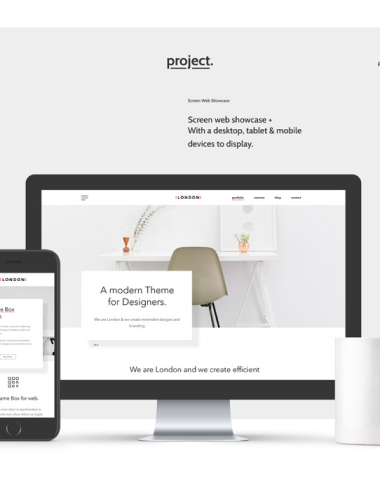 project.
Screen Web Showcase
Screen web showcase +
With a desktop, tablet & mobile
devices to display.
LONDON
portfolio services blog contact
A modern Theme
for Designers.
We are London & we create minimalist designs and
branding.
We are London and we create efficient
LONDON
e Box
ame Box for web.